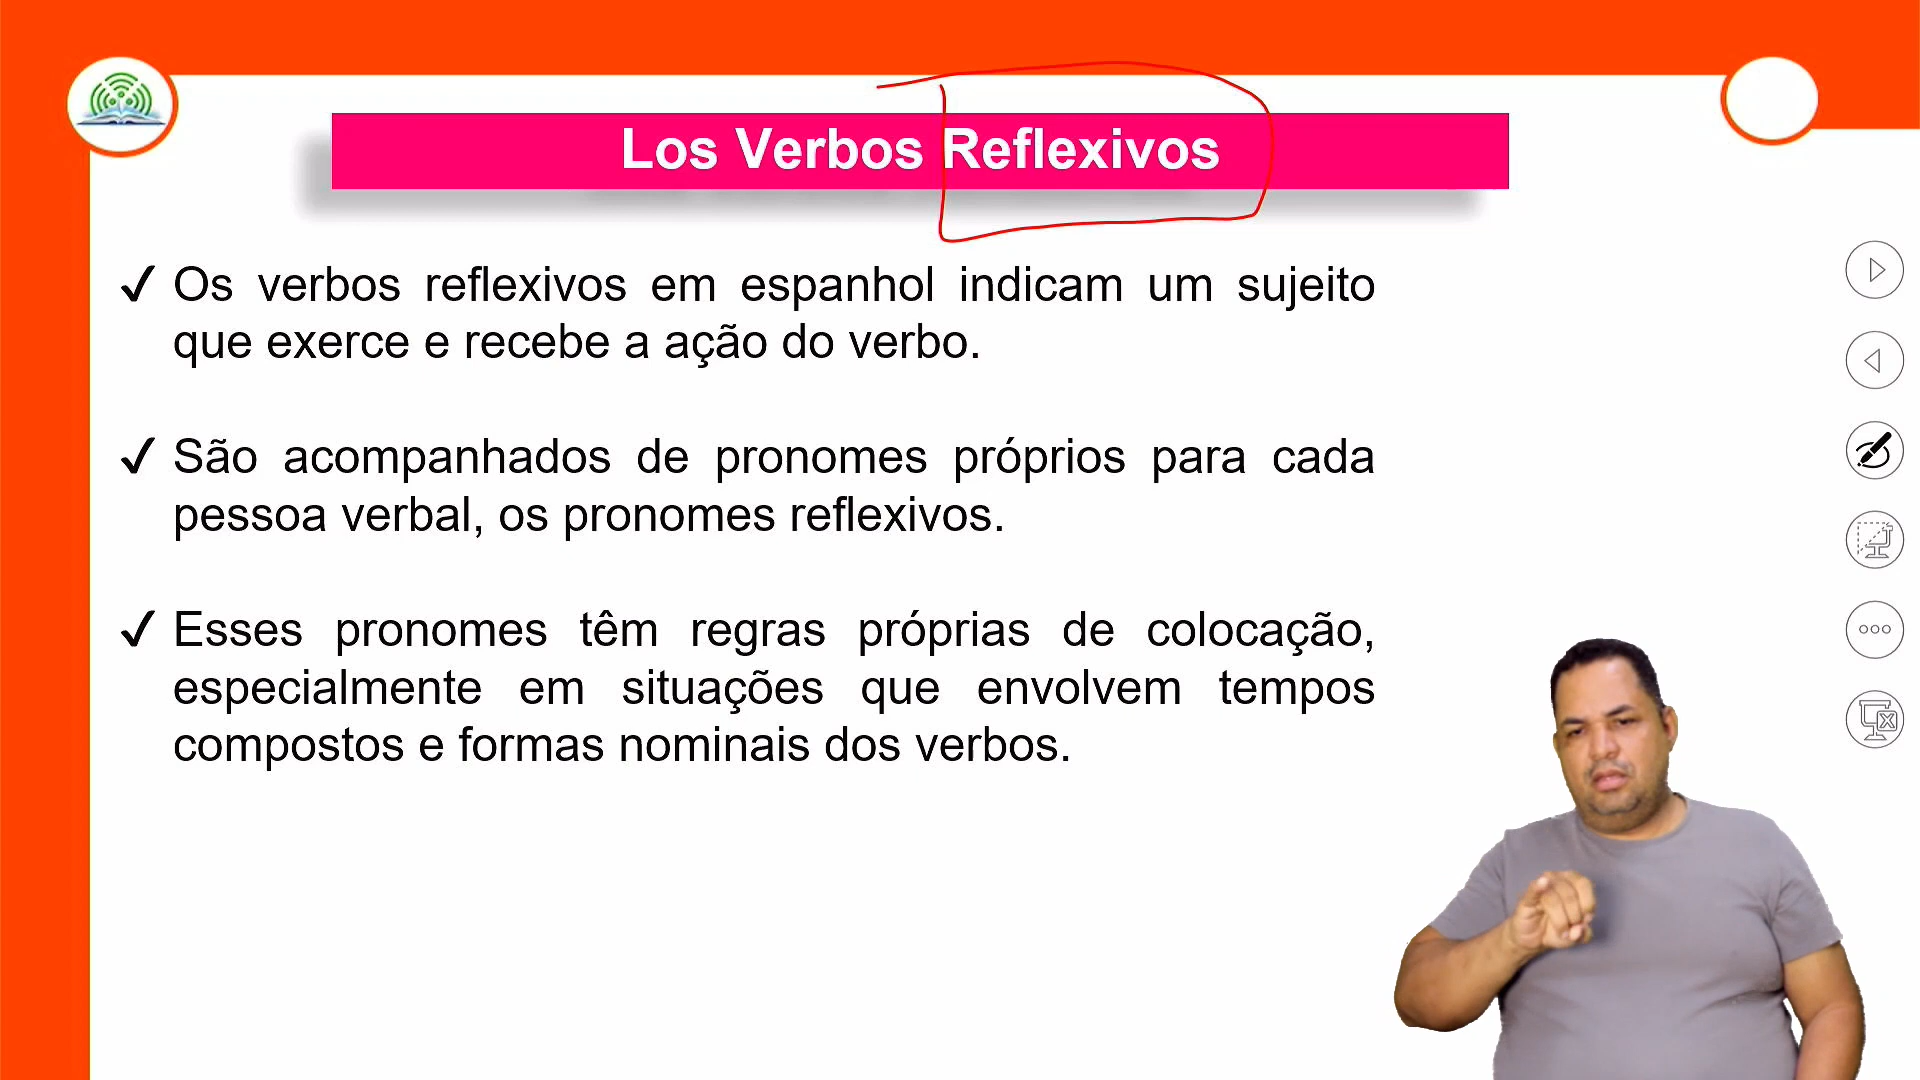 Los Verbos Reflexivos
✓ Os verbos reflexivos em espanhol indicam um sujeito
que exerce e recebe a ação do verbo.
✓ São acompanhados de pronomes próprios para cada
pessoa verbal, os pronomes reflexivos.
✓ Esses pronomes têm regras próprias de colocação,
especialmente em situações que envolvem tempos
compostos e formas nominais dos verbos.